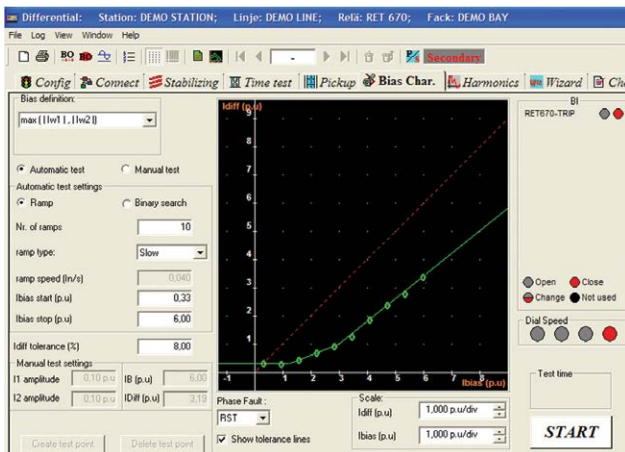 Differential: Station: DEMO STATION; Linje: DEMO LINE; Relä: RET 670; Fack: DEMO BAY
File Log View Window Help
BO BO - P/s Secondary
Config Connect Stabilizing Time test Pickup Bias Char. Harmonics Wizard
Bias definition:
max ( | Iw1 | , | Iw2 | )
Automatic test Manual test
Automatic test settings
Ramp Binary search
Nr. of ramps 10
ramp type: Slow
ramp speed (In/s) 0,040
Ibias start (p.u) 0,33
Ibias stop (p.u) 6,00
Idiff tolerance (%) 8,00
Manual test settings
I1 amplitude 0,10 p.u IB (p.u) 6,00
I2 amplitude 0,10 p.u IDiff (p.u) 3,19
Create test point Delete test point
Idiff (p.u)
9
8
7
6
5
4
3
2
1
-1 1 2 3 4 5 6 7 8
Ibias (p.u)
Phase Fault :
RST
Show tolerance lines
Scale:
Idiff (p.u) 1,000 p.u/div
Ibias (p.u) 1,000 p.u/div
BI
RET670-TRIP
Open Close
Change Not used
Dial Speed
Test time
START